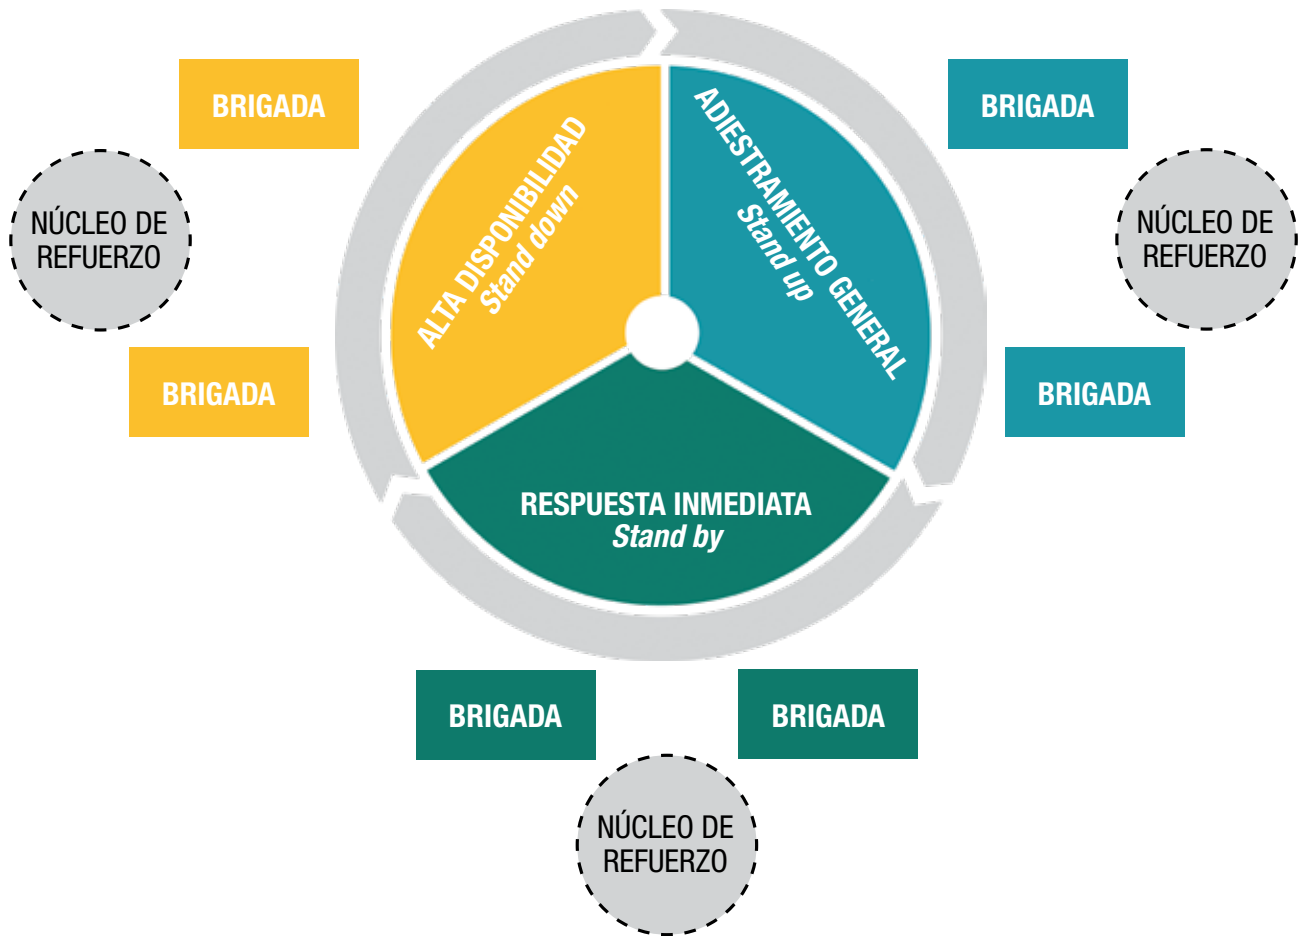 BRIGADA
BRIGADA
NÚCLEO DE
REFUERZO
BRIGADA
ALTA DISPONIBILIDAD
Stand down
ADIESTRAMIENTO GENERAL
Stand up
RESPUESTA INMEDIATA
Stand by
NÚCLEO DE
REFUERZO
BRIGADA
BRIGADA
BRIGADA
NÚCLEO DE
REFUERZO